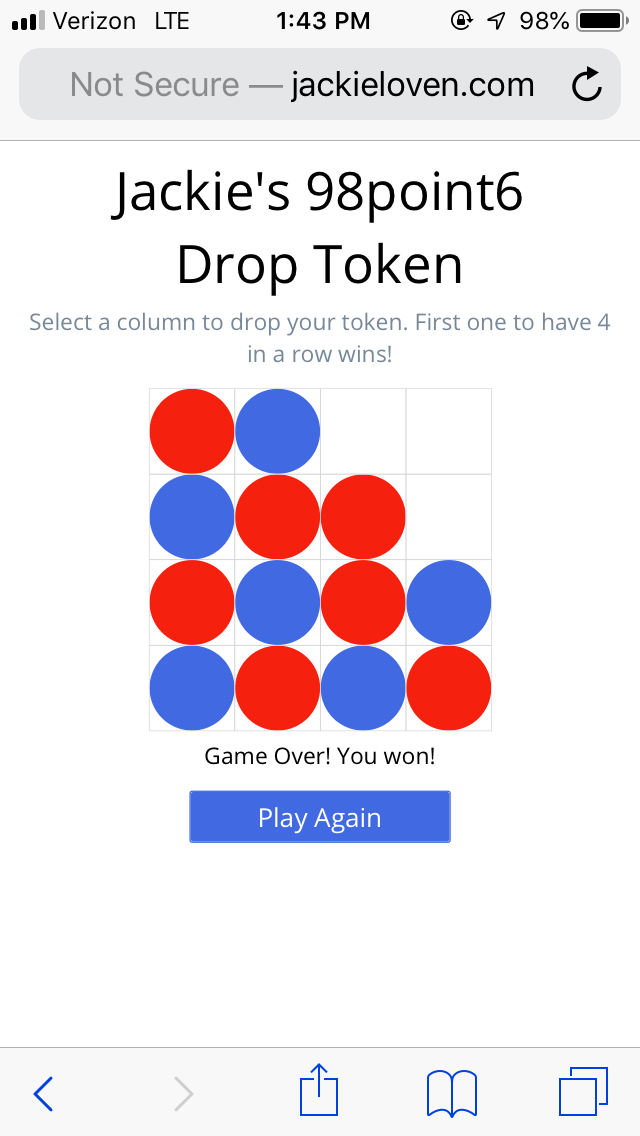 Verizon LTE 1:43 PM 98%
Not Secure — jackieloven.com
Jackie's 98point6
Drop Token
Select a column to drop your token. First one to have 4
in a row wins!
Game Over! You won!
Play Again